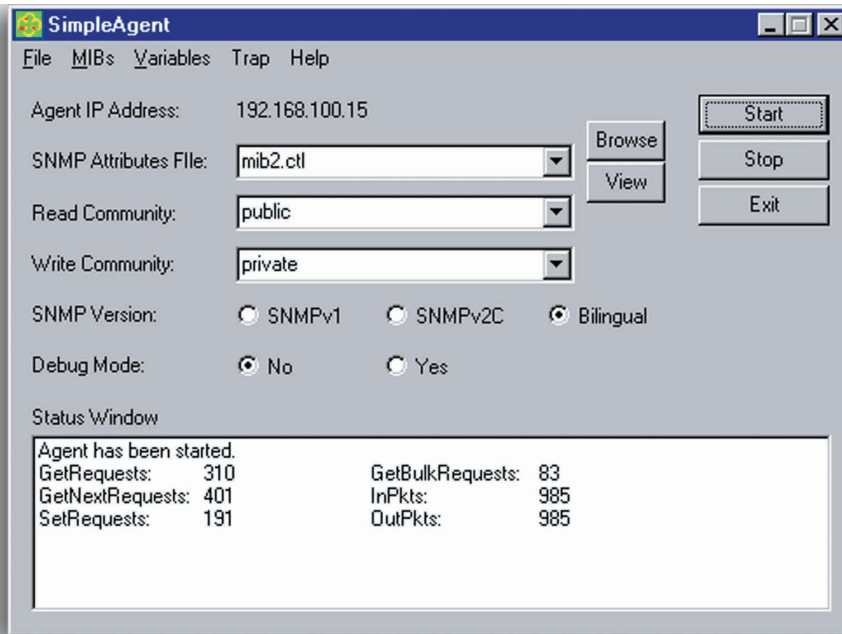 SimpleAgent
File MIBs Variables Trap Help
Agent IP Address: 192.168.100.15
Start
Browse
SNMP Attributes FIle: mib2.ctl
Stop
View
Read Community: public
Exit
Write Community: private
SNMP Version: SNMPv1 SNMPv2C Bilingual
Debug Mode: No Yes
Status Window
Agent has been started.
GetRequests: 310 GetBulkRequests: 83
GetNextRequests: 401 InPkts: 985
SetRequests: 191 OutPkts: 985